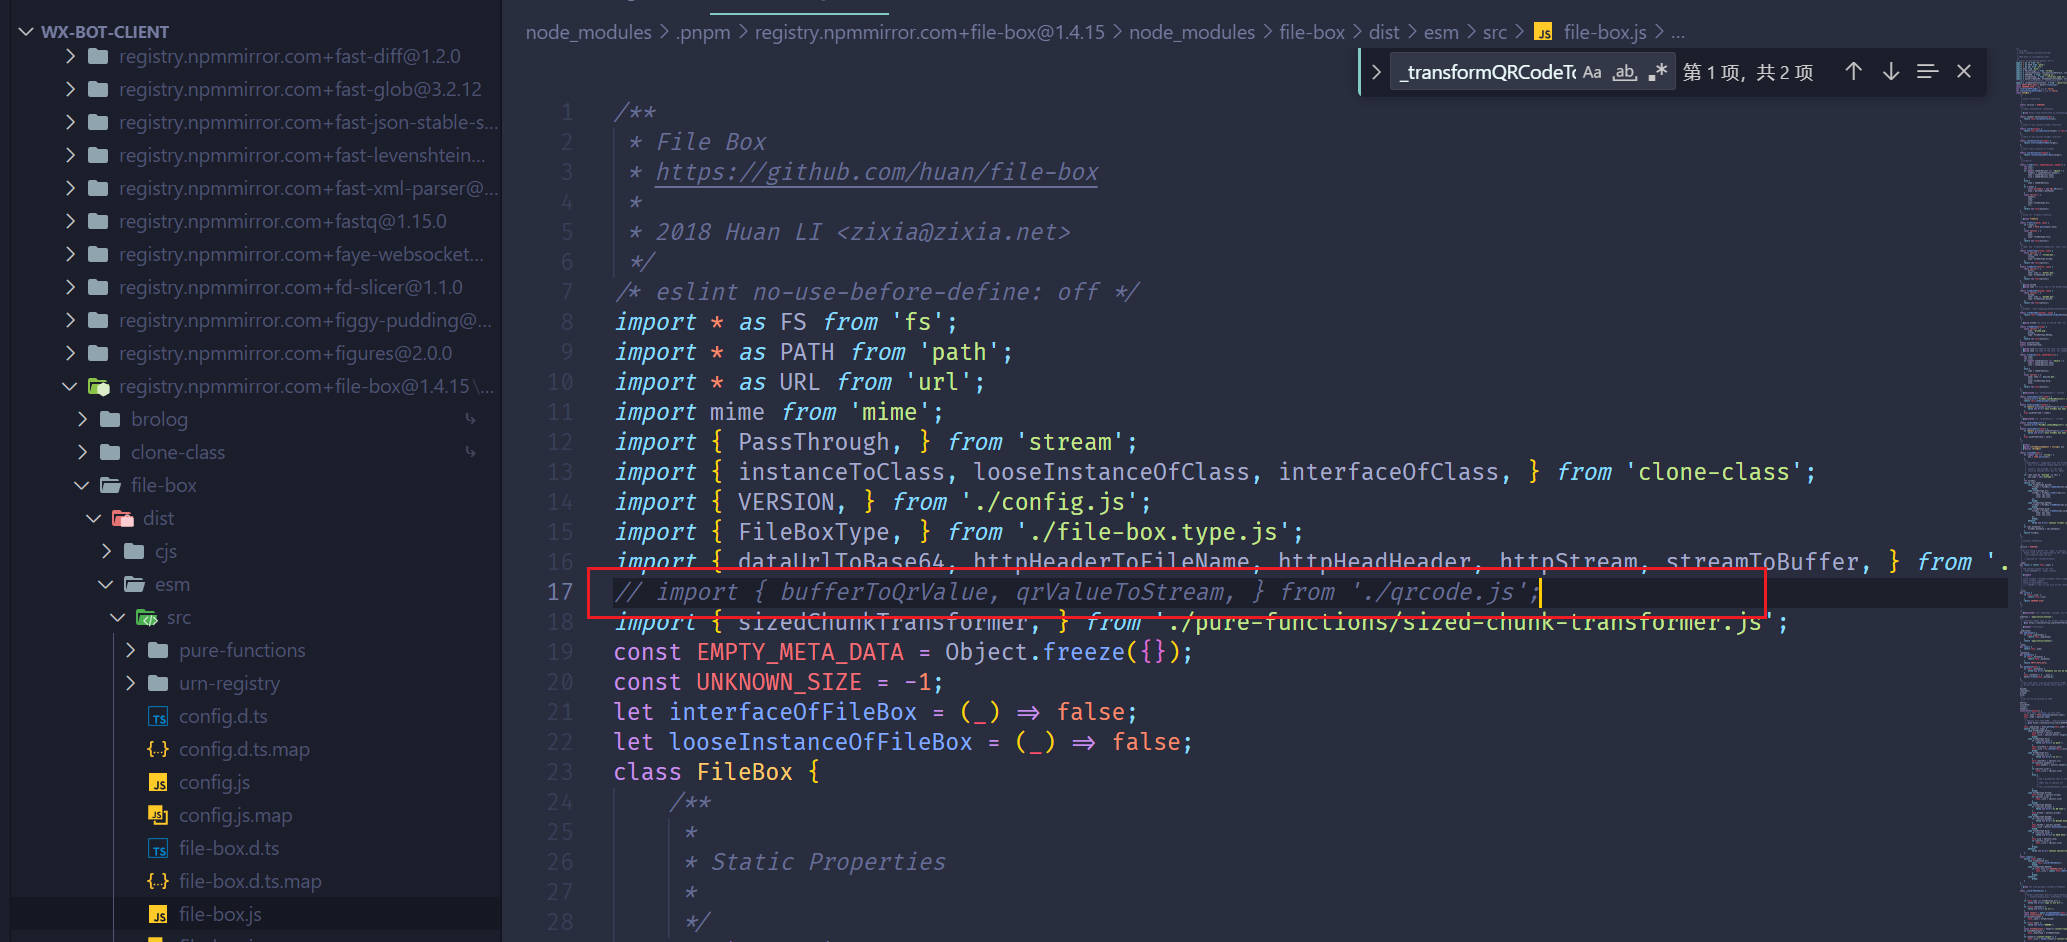 WX-BOT-CLIENT
registry.npmmirror.com+fast-diff@1.2.0
registry.npmmirror.com+fast-glob@3.2.12
registry.npmmirror.com+fast-json-stable-s...
registry.npmmirror.com+fast-levenshtein...
registry.npmmirror.com+fast-xml-parser@...
registry.npmmirror.com+fastq@1.15.0
registry.npmmirror.com+faye-websocket...
registry.npmmirror.com+fd-slicer@1.1.0
registry.npmmirror.com+figgy-pudding@...
registry.npmmirror.com+figures@2.0.0
registry.npmmirror.com+file-box@1.4.15\...
brolog
clone-class
file-box
dist
cjs
esm
src
pure-functions
urn-registry
config.d.ts
config.d.ts.map
config.js
config.js.map
file-box.d.ts
file-box.d.ts.map
file-box.js
node_modules > .pnpm > registry.npmmirror.com+file-box@1.4.15 > node_modules > file-box > dist > esm > src > JS file-box.js > ...
_transformQRCodeTo Aa ab .* 第 1 项，共 2 项
1 /**
2 * File Box
3 * https://github.com/huan/file-box
4 *
5 * 2018 Huan LI <zixia@zixia.net>
6 */
7 /* eslint no-use-before-define: off */
8 import * as FS from 'fs';
9 import * as PATH from 'path';
10 import * as URL from 'url';
11 import mime from 'mime';
12 import { PassThrough, } from 'stream';
13 import { instanceToClass, looseInstanceOfClass, interfaceOfClass, } from 'clone-class';
14 import { VERSION, } from './config.js';
15 import { FileBoxType, } from './file-box.type.js';
16 import { dataUrlToBase64, httpHeaderToFileName, httpHeadHeader, httpStream, streamToBuffer, } from '.
17 // import { bufferToQrValue, qrValueToStream, } from './qrcode.js';
18 import { sizedChunkTransformer, } from './pure-functions/sized-chunk-transformer.js';
19 const EMPTY_META_DATA = Object.freeze({});
20 const UNKNOWN_SIZE = -1;
21 let interfaceOfFileBox = (_) => false;
22 let looseInstanceOfFileBox = (_) => false;
23 class FileBox {
24 /**
25 *
26 * Static Properties
27 *
28 */